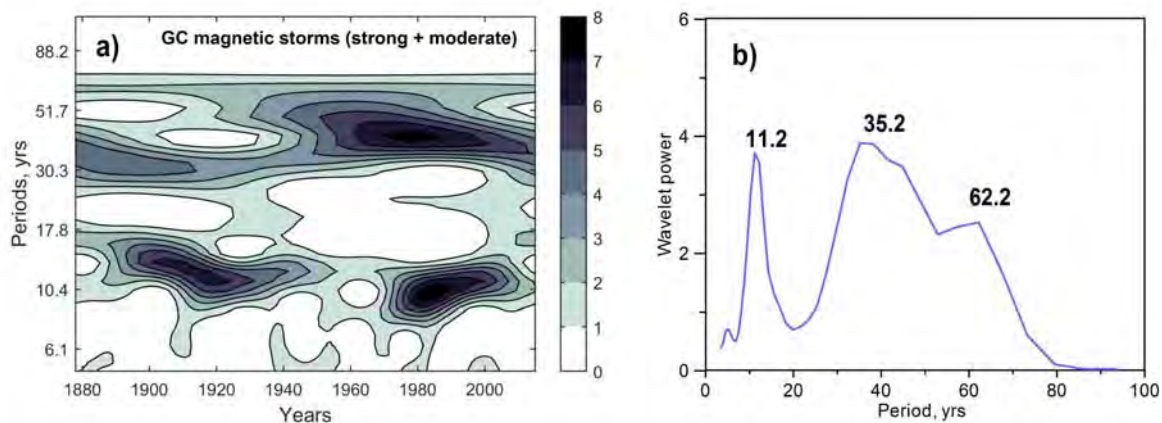 a)
GC magnetic storms (strong + moderate)
Periods, yrs
88.2
51.7
30.3
17.8
10.4
6.1
1880 1900 1920 1940 1960 1980 2000
Years
8
7
6
5
4
3
2
1
0
b)
Wavelet power
6
4
2
0
11.2
35.2
62.2
0 20 40 60 80 100
Period, yrs